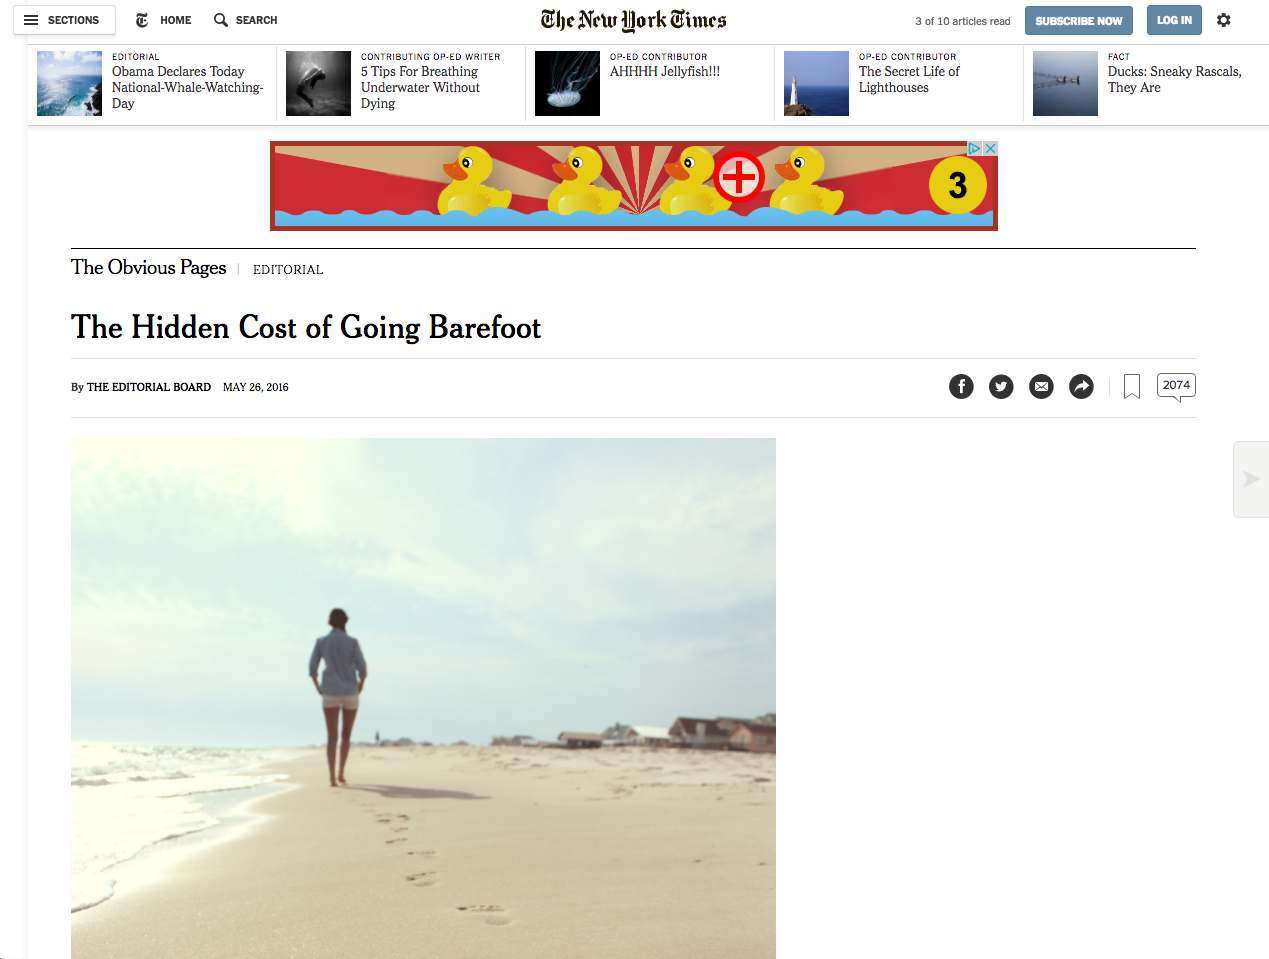 SECTIONS
HOME
SEARCH
The New York Times
3 of 10 articles read
SUBSCRIBE NOW
LOG IN
EDITORIAL
Obama Declares Today
National-Whale-Watching-
Day
CONTRIBUTING OP-ED WRITER
5 Tips For Breathing
Underwater Without
Dying
OP-ED CONTRIBUTOR
AHHHH Jellyfish!!!
OP-ED CONTRIBUTOR
The Secret Life of
Lighthouses
FACT
Ducks: Sneaky Rascals,
They Are
3
The Obvious Pages
EDITORIAL
The Hidden Cost of Going Barefoot
By THE EDITORIAL BOARD MAY 26, 2016
2074